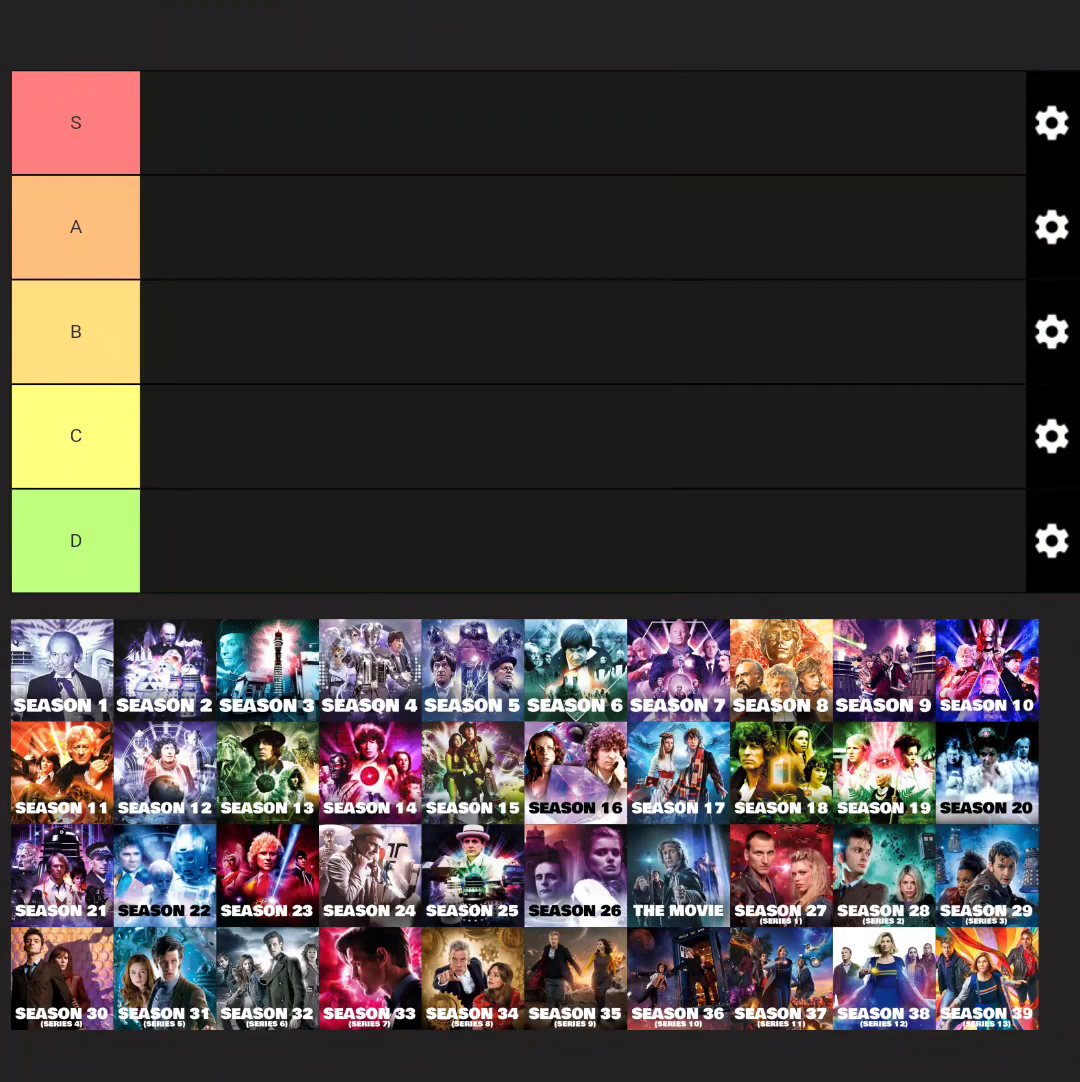 S
A
B
C
D
SEASON 1 SEASON 2 SEASON 3 SEASON 4 SEASON 5 SEASON 6 SEASON 7 SEASON 8 SEASON 9 SEASON 10
SEASON 11 SEASON 12 SEASON 13 SEASON 14 SEASON 15 SEASON 16 SEASON 17 SEASON 18 SEASON 19 SEASON 20
SEASON 21 SEASON 22 SEASON 23 SEASON 24 SEASON 25 SEASON 26 THE MOVIE SEASON 27 SEASON 28 SEASON 29
(SERIES 1) (SERIES 2) (SERIES 3)
SEASON 30 SEASON 31 SEASON 32 SEASON 33 SEASON 34 SEASON 35 SEASON 36 SEASON 37 SEASON 38 SEASON 39
(SERIES 4) (SERIES 5) (SERIES 6) (SERIES 7) (SERIES 8) (SERIES 9) (SERIES 10) (SERIES 11) (SERIES 12) (SERIES 13)